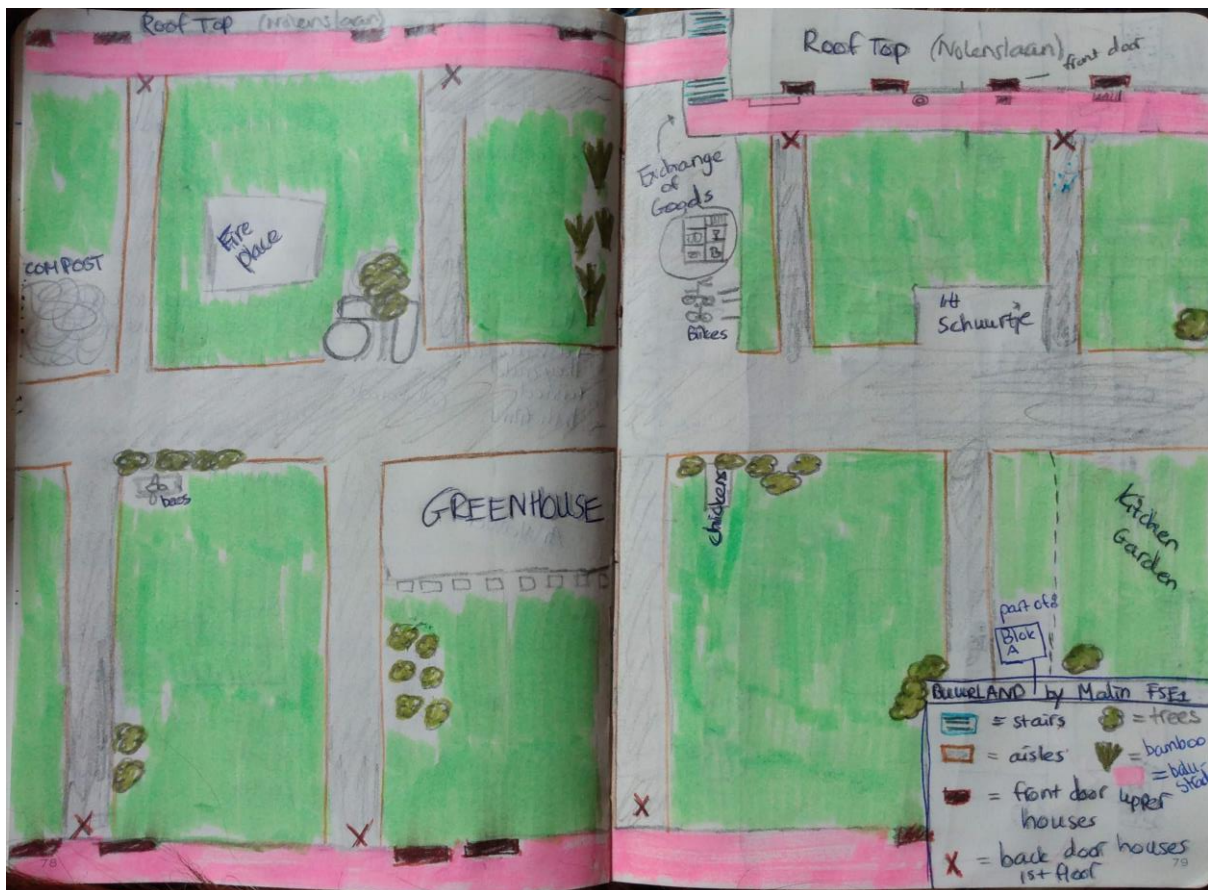 Roof Top (Nolenslaan)
Roof Top (Nolenslaan)
front door
Exchange
of
Goods
Fire
place
COMPOST
Schuurtje
Bikes
bees
GREENHOUSE
chickens
Kitchen
Garden
part of
Blok
A
BUURLAND by Malin FSE1
= stairs
= trees
= aisles
= bamboo
= front door upper
houses
X = back door houses
1st floor
78
79